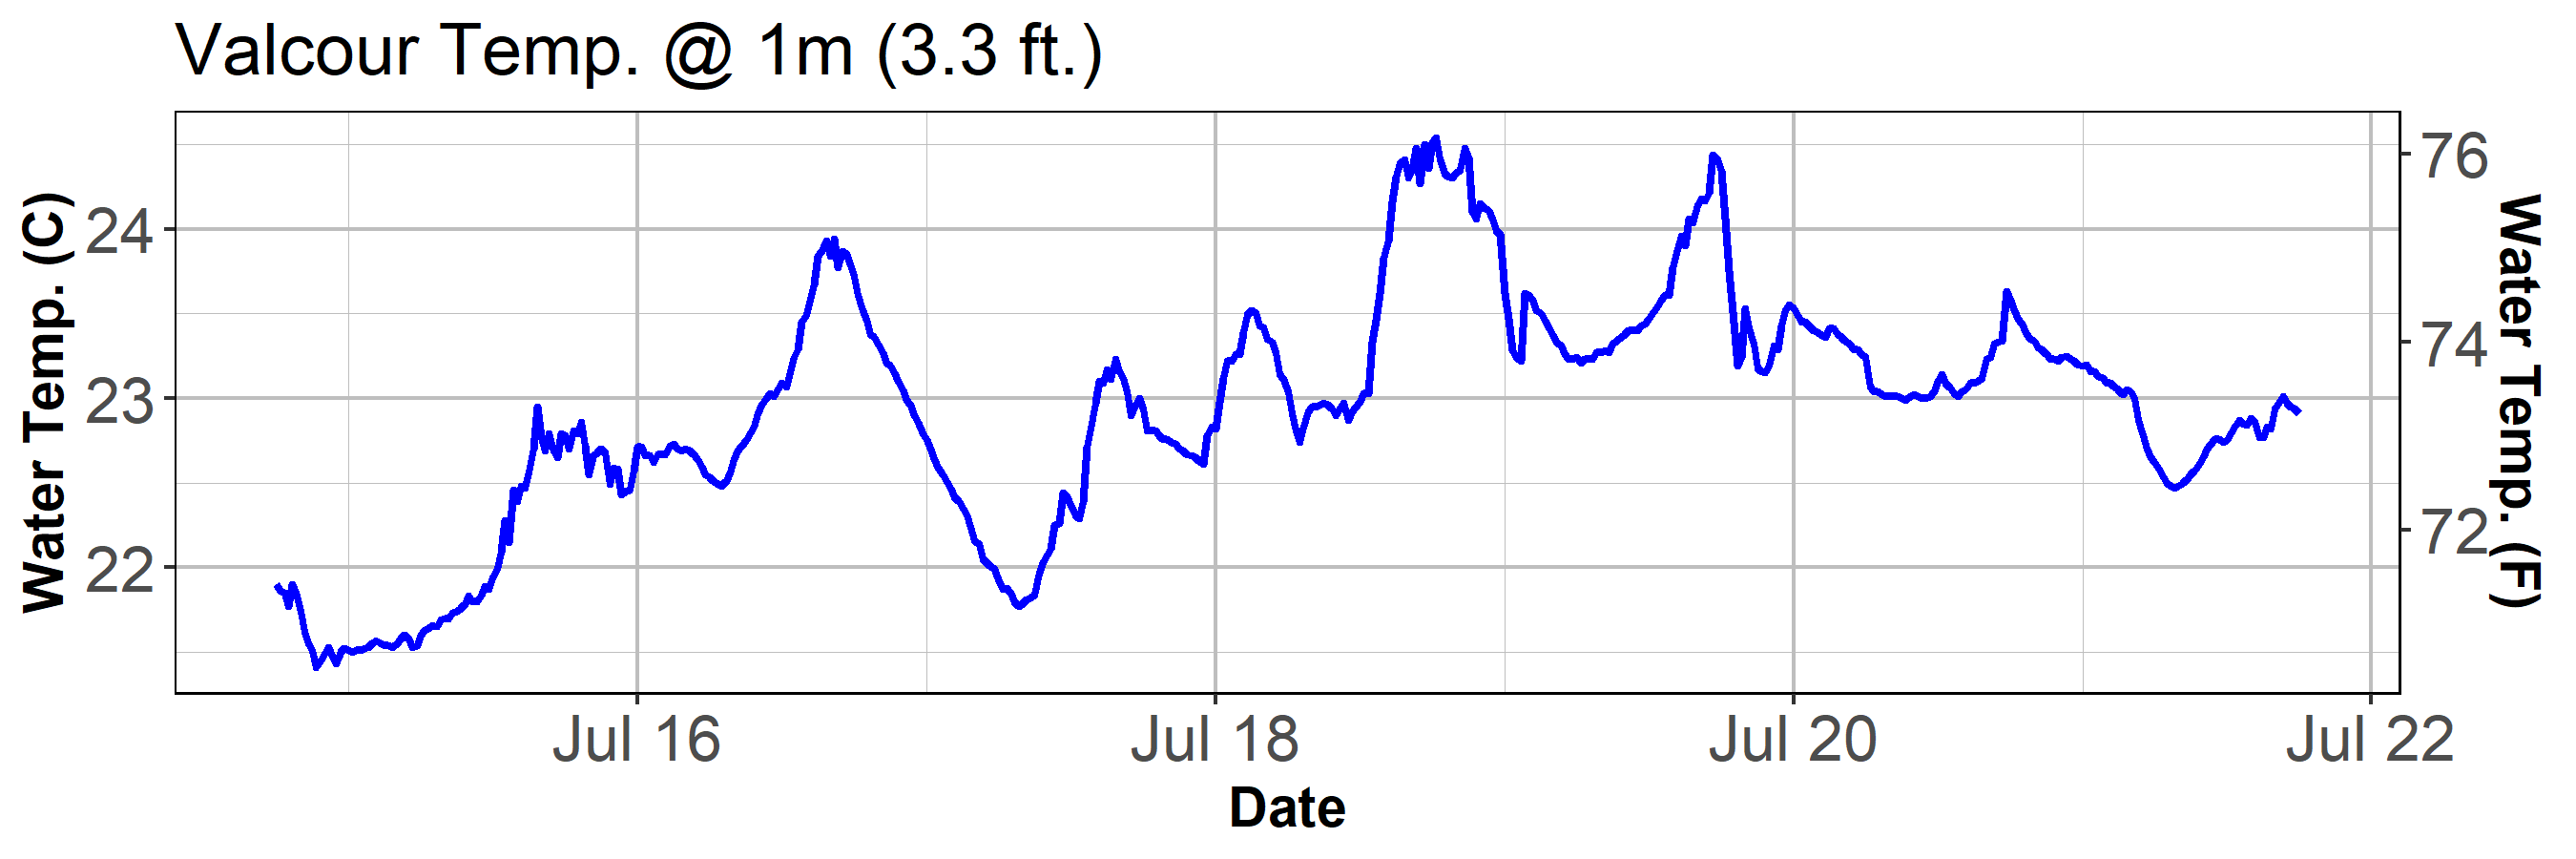 Valcour Temp. @ 1m (3.3 ft.)
Water Temp. (C)
24
23
22
76
74
72
Water Temp. (F)
Jul 16
Jul 18
Jul 20
Jul 22
Date